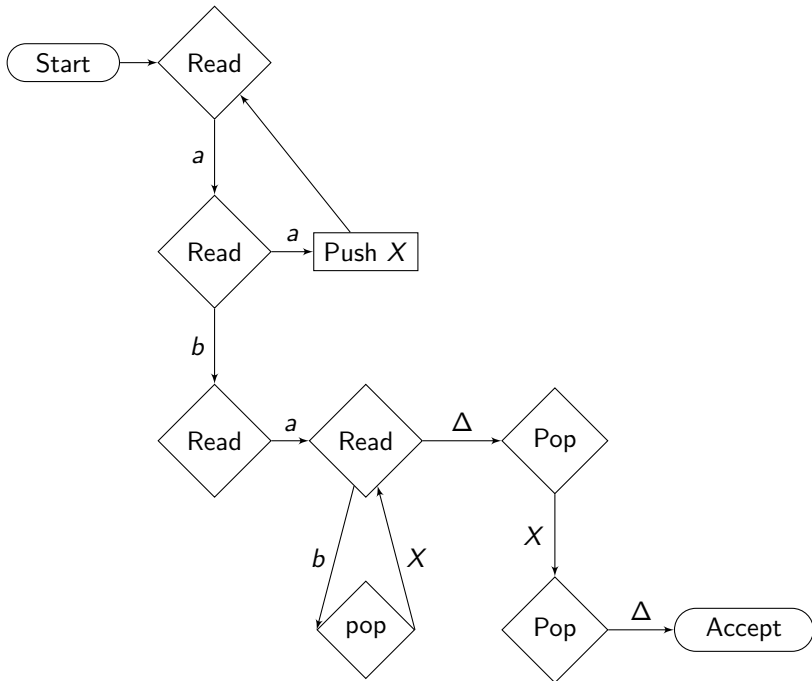 Start
Read
a
Read
a
Push X
b
Read
a
Read
Δ
Pop
b
X
X
pop
Pop
Δ
Accept